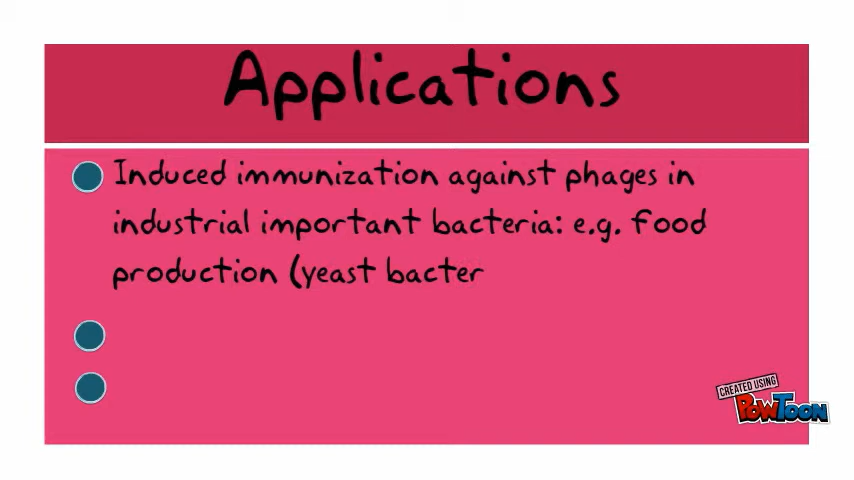 Applications
Induced immunization against phages in
industrial important bacteria: e.g. Food
production (yeast bacter
CREATED USING
POWTOON